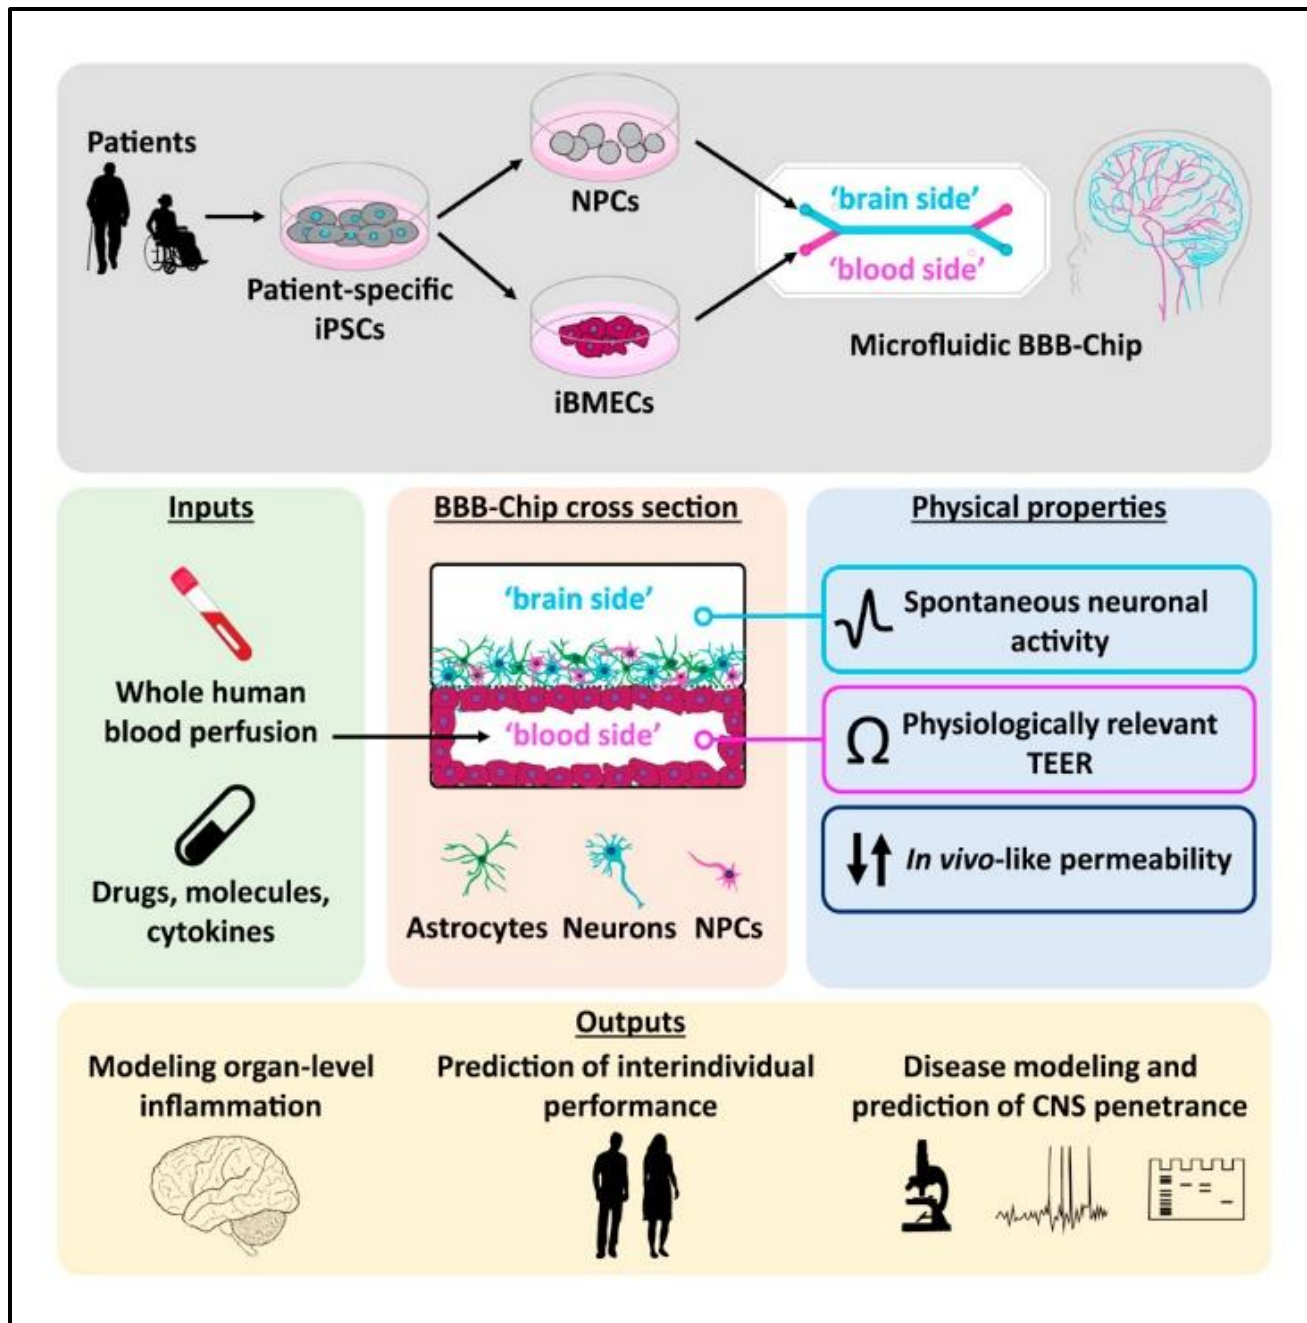 Patients
NPCs
Patient-specific
iPSCs
iBMECs
‘brain side’
‘blood side’
Microfluidic BBB-Chip
Inputs
Whole human
blood perfusion
Drugs, molecules,
cytokines
BBB-Chip cross section
‘brain side’
‘blood side’
Astrocytes Neurons NPCs
Physical properties
Spontaneous neuronal
activity
Ω Physiologically relevant
TEER
In vivo-like permeability
Outputs
Modeling organ-level
inflammation
Prediction of interindividual
performance
Disease modeling and
prediction of CNS penetrance